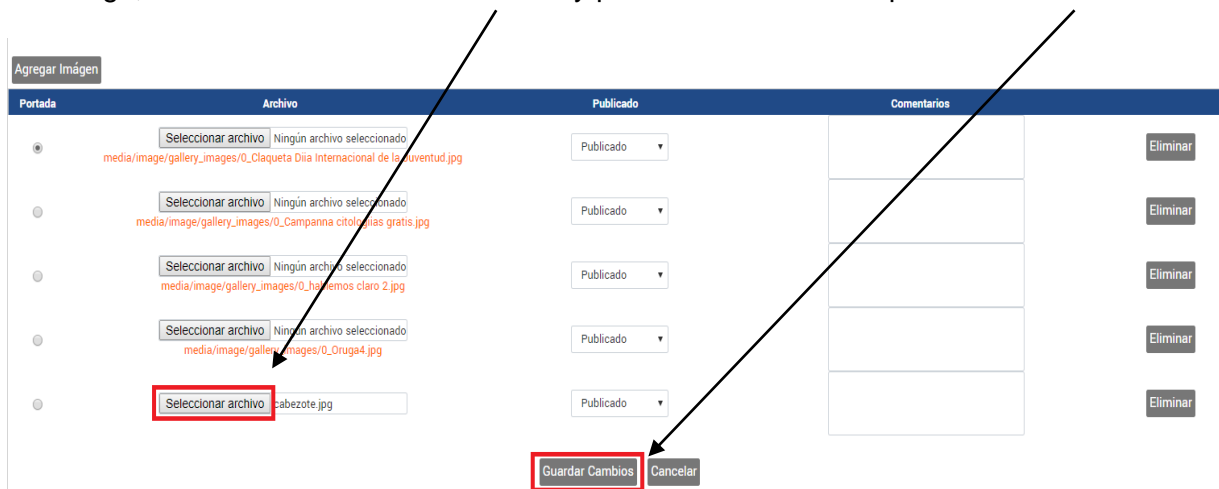 Agregar Imágen
Portada Archivo Publicado Comentarios
Seleccionar archivo Ningún archivo seleccionado Publicado Eliminar
media/image/gallery_images/0_Claqueta Diia Internacional de la Juventud.jpg
Seleccionar archivo Ningún archivo seleccionado Publicado Eliminar
media/image/gallery_images/0_Campanna citologiias gratis.jpg
Seleccionar archivo Ningún archivo seleccionado Publicado Eliminar
media/image/gallery_images/0_hablemos claro 2.jpg
Seleccionar archivo Ningún archivo seleccionado Publicado Eliminar
media/image/gallery_images/0_Oruga4.jpg
Seleccionar archivo cabezote.jpg Publicado Eliminar
Guardar Cambios Cancelar